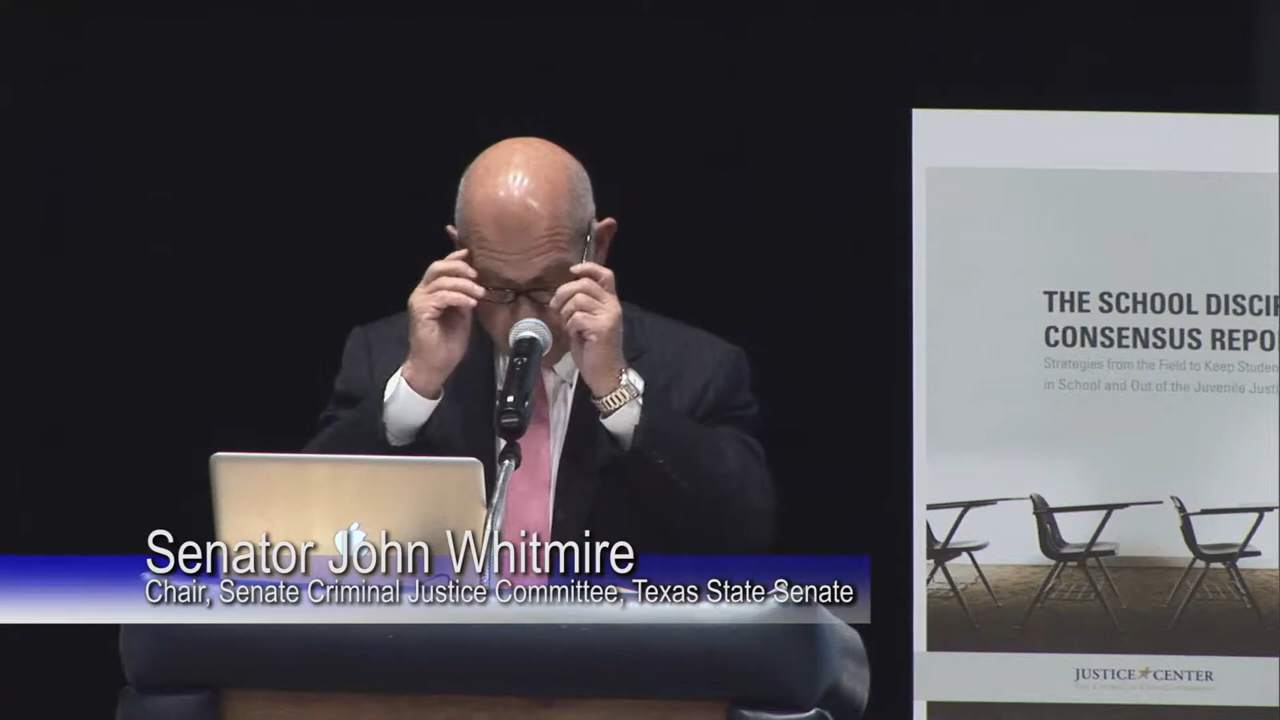 Senator John Whitmire
Chair, Senate Criminal Justice Committee, Texas State Senate
THE SCHOOL DISCI
CONSENSUS REPO
Strategies from the Field to Keep Studen
in School and Out of the Juvenile Justi
JUSTICE CENTER